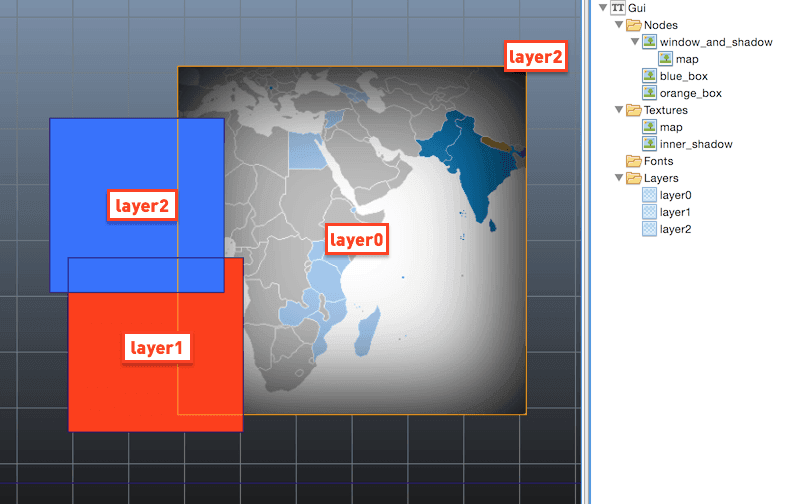 layer2
layer2
layer0
layer1
Gui
Nodes
window_and_shadow
map
blue_box
orange_box
Textures
map
inner_shadow
Fonts
Layers
layer0
layer1
layer2